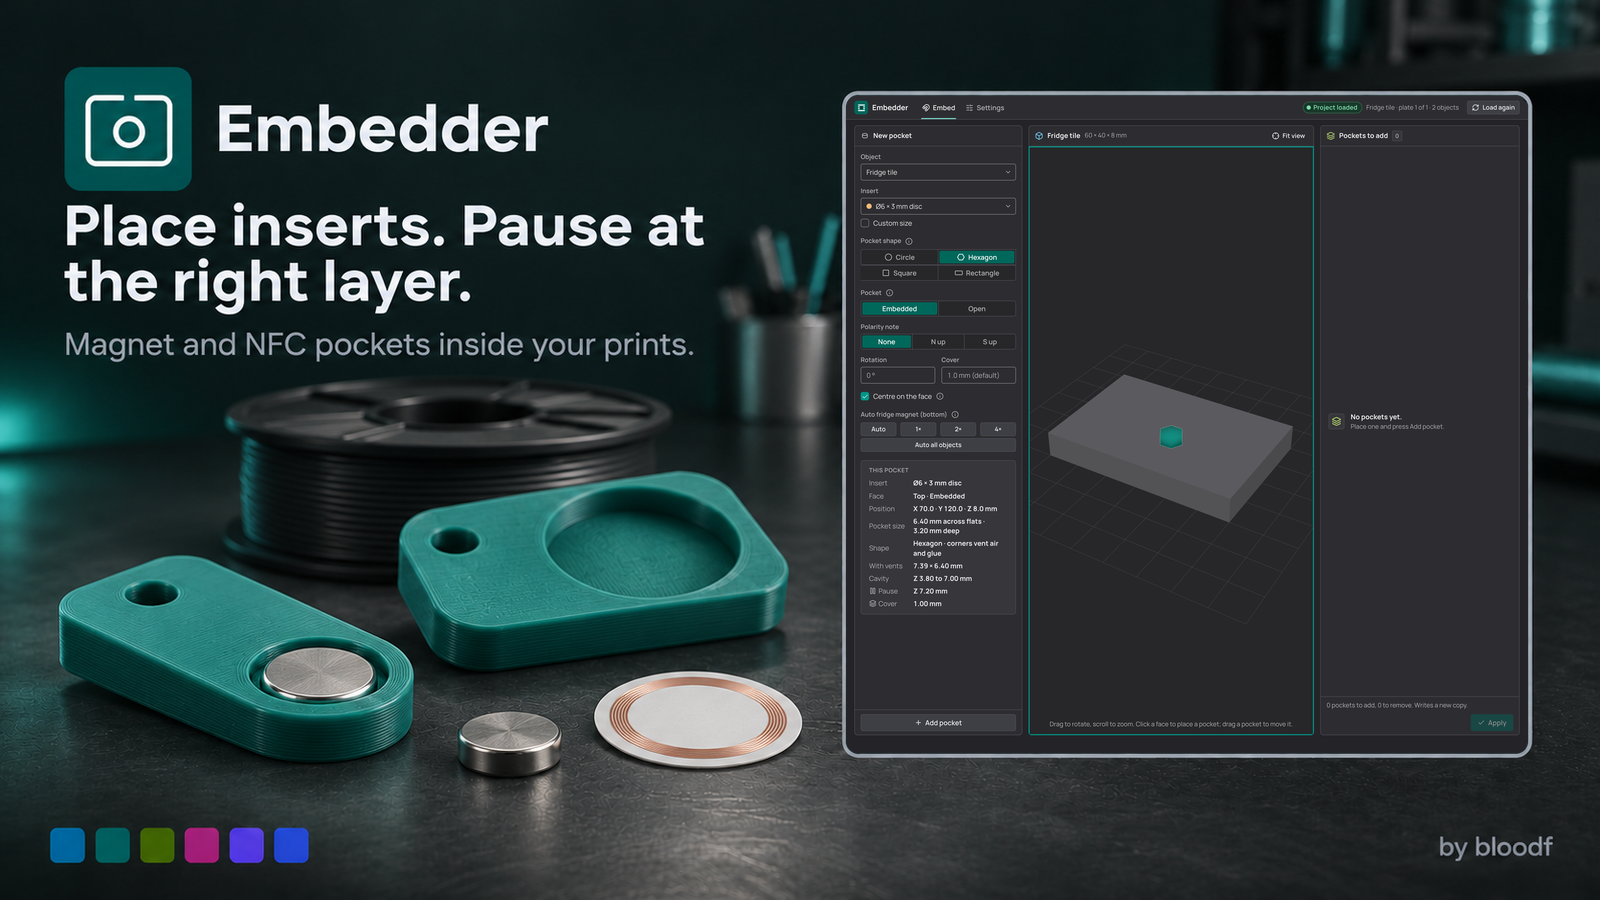 Embedder
Place inserts. Pause at
the right layer.
Magnet and NFC pockets inside your prints.
Embedder
Embed
Settings
Project loaded
Fridge tile · plate 1 of 1 · 2 objects
Load again
New pocket
Object
Fridge tile
Insert
Ø6 × 3 mm disc
Custom size
Pocket shape
Circle
Hexagon
Square
Rectangle
Pocket
Embedded
Open
Polarity note
None
N up
S up
Rotation
Cover
0°
1.0 mm (default)
Centre on the face
Auto fridge magnet (bottom)
Auto
1×
2×
4×
Auto all objects
THIS POCKET
Insert Ø6 × 3 mm disc
Face Top · Embedded
Position X 70.0 · Y 120.0 · Z 8.0 mm
Pocket size 6.40 mm across flats ·
3.20 mm deep
Shape Hexagon · corners vent air
and glue
With vents 7.39 × 6.40 mm
Cavity Z 3.80 to 7.00 mm
Pause Z 7.20 mm
Cover 1.00 mm
+ Add pocket
Fridge tile 60 × 40 × 8 mm
Fit view
Drag to rotate, scroll to zoom. Click a face to place a pocket; drag a pocket to move it.
Pockets to add 0
No pockets yet.
Place one and press Add pocket.
0 pockets to add, 0 to remove. Writes a new copy.
Apply
by bloodf